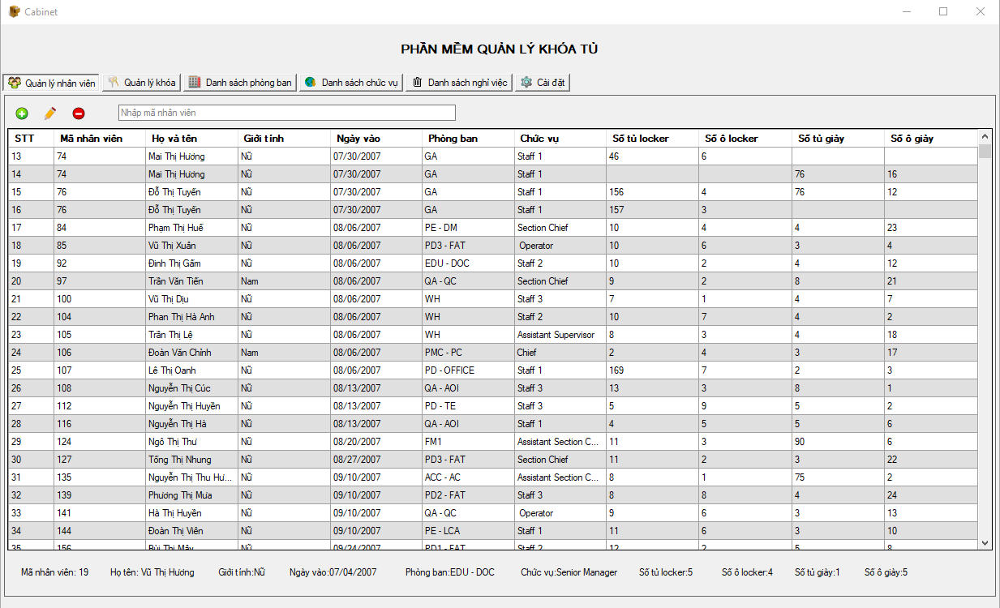 Cabinet
PHẦN MỀM QUẢN LÝ KHÓA TỦ
Quản lý nhân viên Quản lý khóa Danh sách phòng ban Danh sách chức vụ Danh sách nghỉ việc Cài đặt
Nhập mã nhân viên
STT Mã nhân viên Họ và tên Giới tính Ngày vào Phòng ban Chức vụ Số tủ locker Số ô locker Số tủ giày Số ô giày
13 74 Mai Thị Hương Nữ 07/30/2007 GA Staff 1 46 6
14 74 Mai Thị Hương Nữ 07/30/2007 GA Staff 1 76 16
15 76 Đỗ Thị Tuyến Nữ 07/30/2007 GA Staff 1 156 4 76 12
16 76 Đỗ Thị Tuyến Nữ 07/30/2007 GA Staff 1 157 3
17 84 Phạm Thị Huế Nữ 08/06/2007 PE - DM Section Chief 10 4 4 23
18 85 Vũ Thị Xuân Nữ 08/06/2007 PD3 - FAT Operator 10 6 3 4
19 92 Đinh Thị Gấm Nữ 08/06/2007 EDU - DOC Staff 2 10 2 4 12
20 97 Trần Văn Tiến Nam 08/06/2007 QA - QC Section Chief 9 2 8 21
21 100 Vũ Thị Dịu Nữ 08/06/2007 WH Staff 3 7 1 4 7
22 104 Phan Thị Hà Anh Nữ 08/06/2007 WH Staff 2 10 7 4 2
23 105 Trần Thị Lệ Nữ 08/06/2007 WH Assistant Supervisor 8 3 4 18
24 106 Đoàn Văn Chỉnh Nam 08/06/2007 PMC - PC Chief 2 4 3 17
25 107 Lê Thị Oanh Nữ 08/06/2007 PD - OFFICE Staff 1 169 7 2 3
26 108 Nguyễn Thị Cúc Nữ 08/13/2007 QA - AOI Staff 3 13 3 8 1
27 112 Nguyễn Thị Huyền Nữ 08/13/2007 PD - TE Staff 3 5 9 5 2
28 116 Nguyễn Thị Hà Nữ 08/13/2007 QA - AOI Staff 1 4 5 5 6
29 124 Ngô Thị Thư Nữ 08/20/2007 FM1 Assistant Section C... 11 3 90 6
30 127 Tống Thị Nhung Nữ 08/27/2007 PD3 - FAT Section Chief 11 2 3 22
31 135 Nguyễn Thị Thu Hư... Nữ 09/10/2007 ACC - AC Assistant Section C... 8 1 75 2
32 139 Phương Thị Mưa Nữ 09/10/2007 PD2 - FAT Staff 3 8 8 4 24
33 141 Hà Thị Huyền Nữ 09/10/2007 QA - QC Operator 9 6 3 13
34 144 Đoàn Thị Viên Nữ 09/10/2007 PE - LCA Staff 1 11 6 3 10
35 156 Bùi Thị Mây Nữ 09/24/2007 PD1 - FAT Staff 2 12 2 5 8
Mã nhân viên: 19 Họ tên: Vũ Thị Hương Giới tính:Nữ Ngày vào:07/04/2007 Phòng ban:EDU - DOC Chức vụ:Senior Manager Số tủ locker:5 Số ô locker:4 Số tủ giày:1 Số ô giày:5